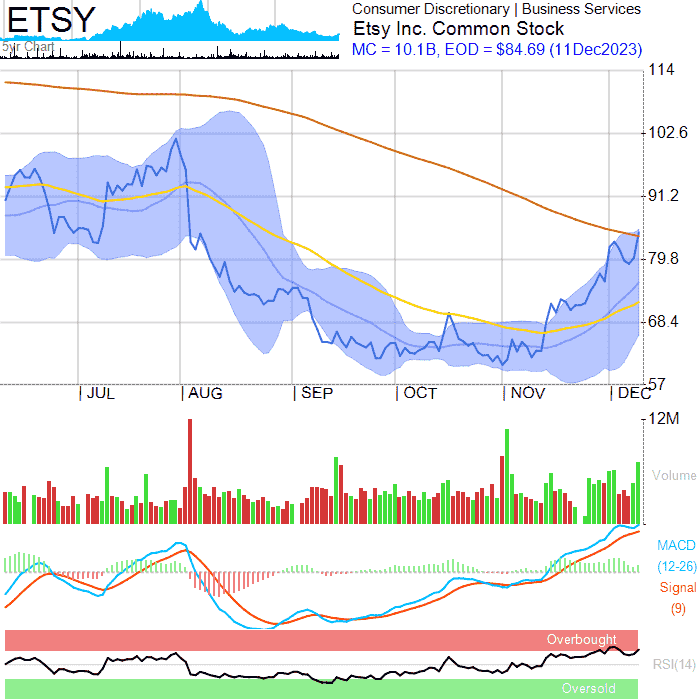 ETSY
5yr Chart
Consumer Discretionary | Business Services
Etsy Inc. Common Stock
MC = 10.1B, EOD = $84.69 (11Dec2023)
114
102.6
91.2
79.8
68.4
57
JUL AUG SEP OCT NOV DEC
12M
Volume
MACD
(12-26)
Signal
(9)
Overbought
RSI(14)
Oversold